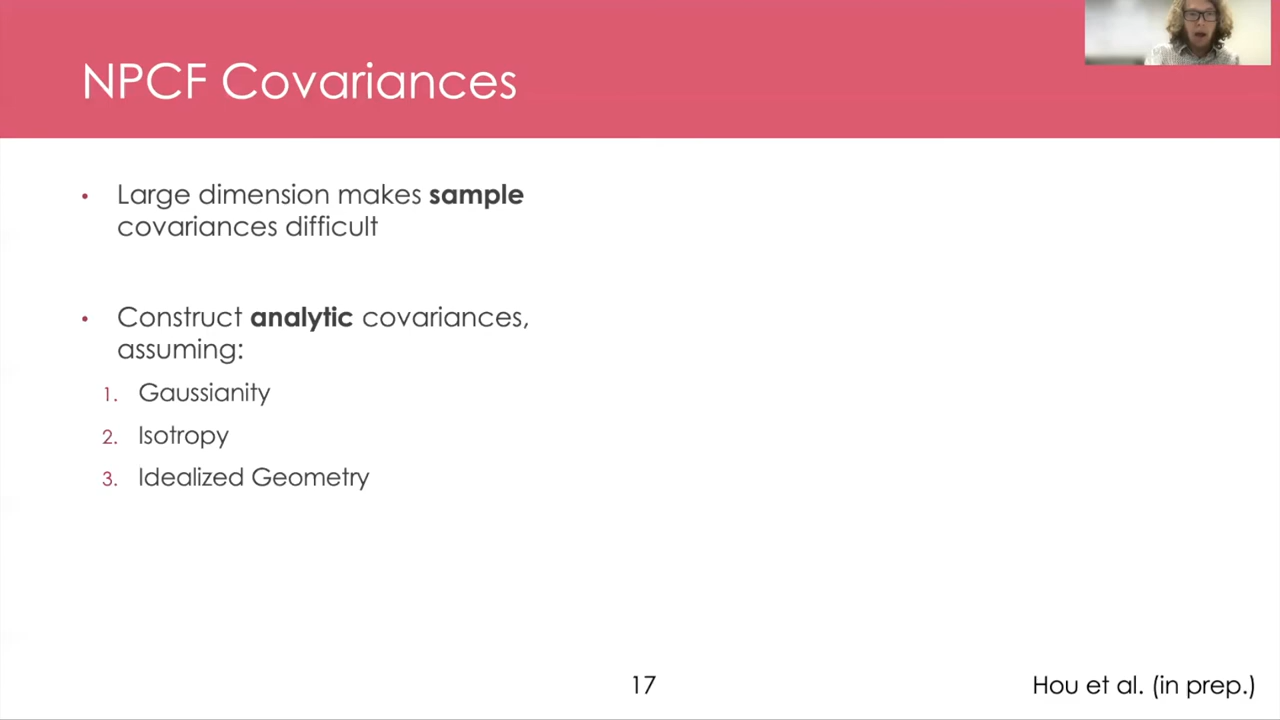 NPCF Covariances
• Large dimension makes sample
covariances difficult
• Construct analytic covariances,
assuming:
1. Gaussianity
2. Isotropy
3. Idealized Geometry
17
Hou et al. (in prep.)